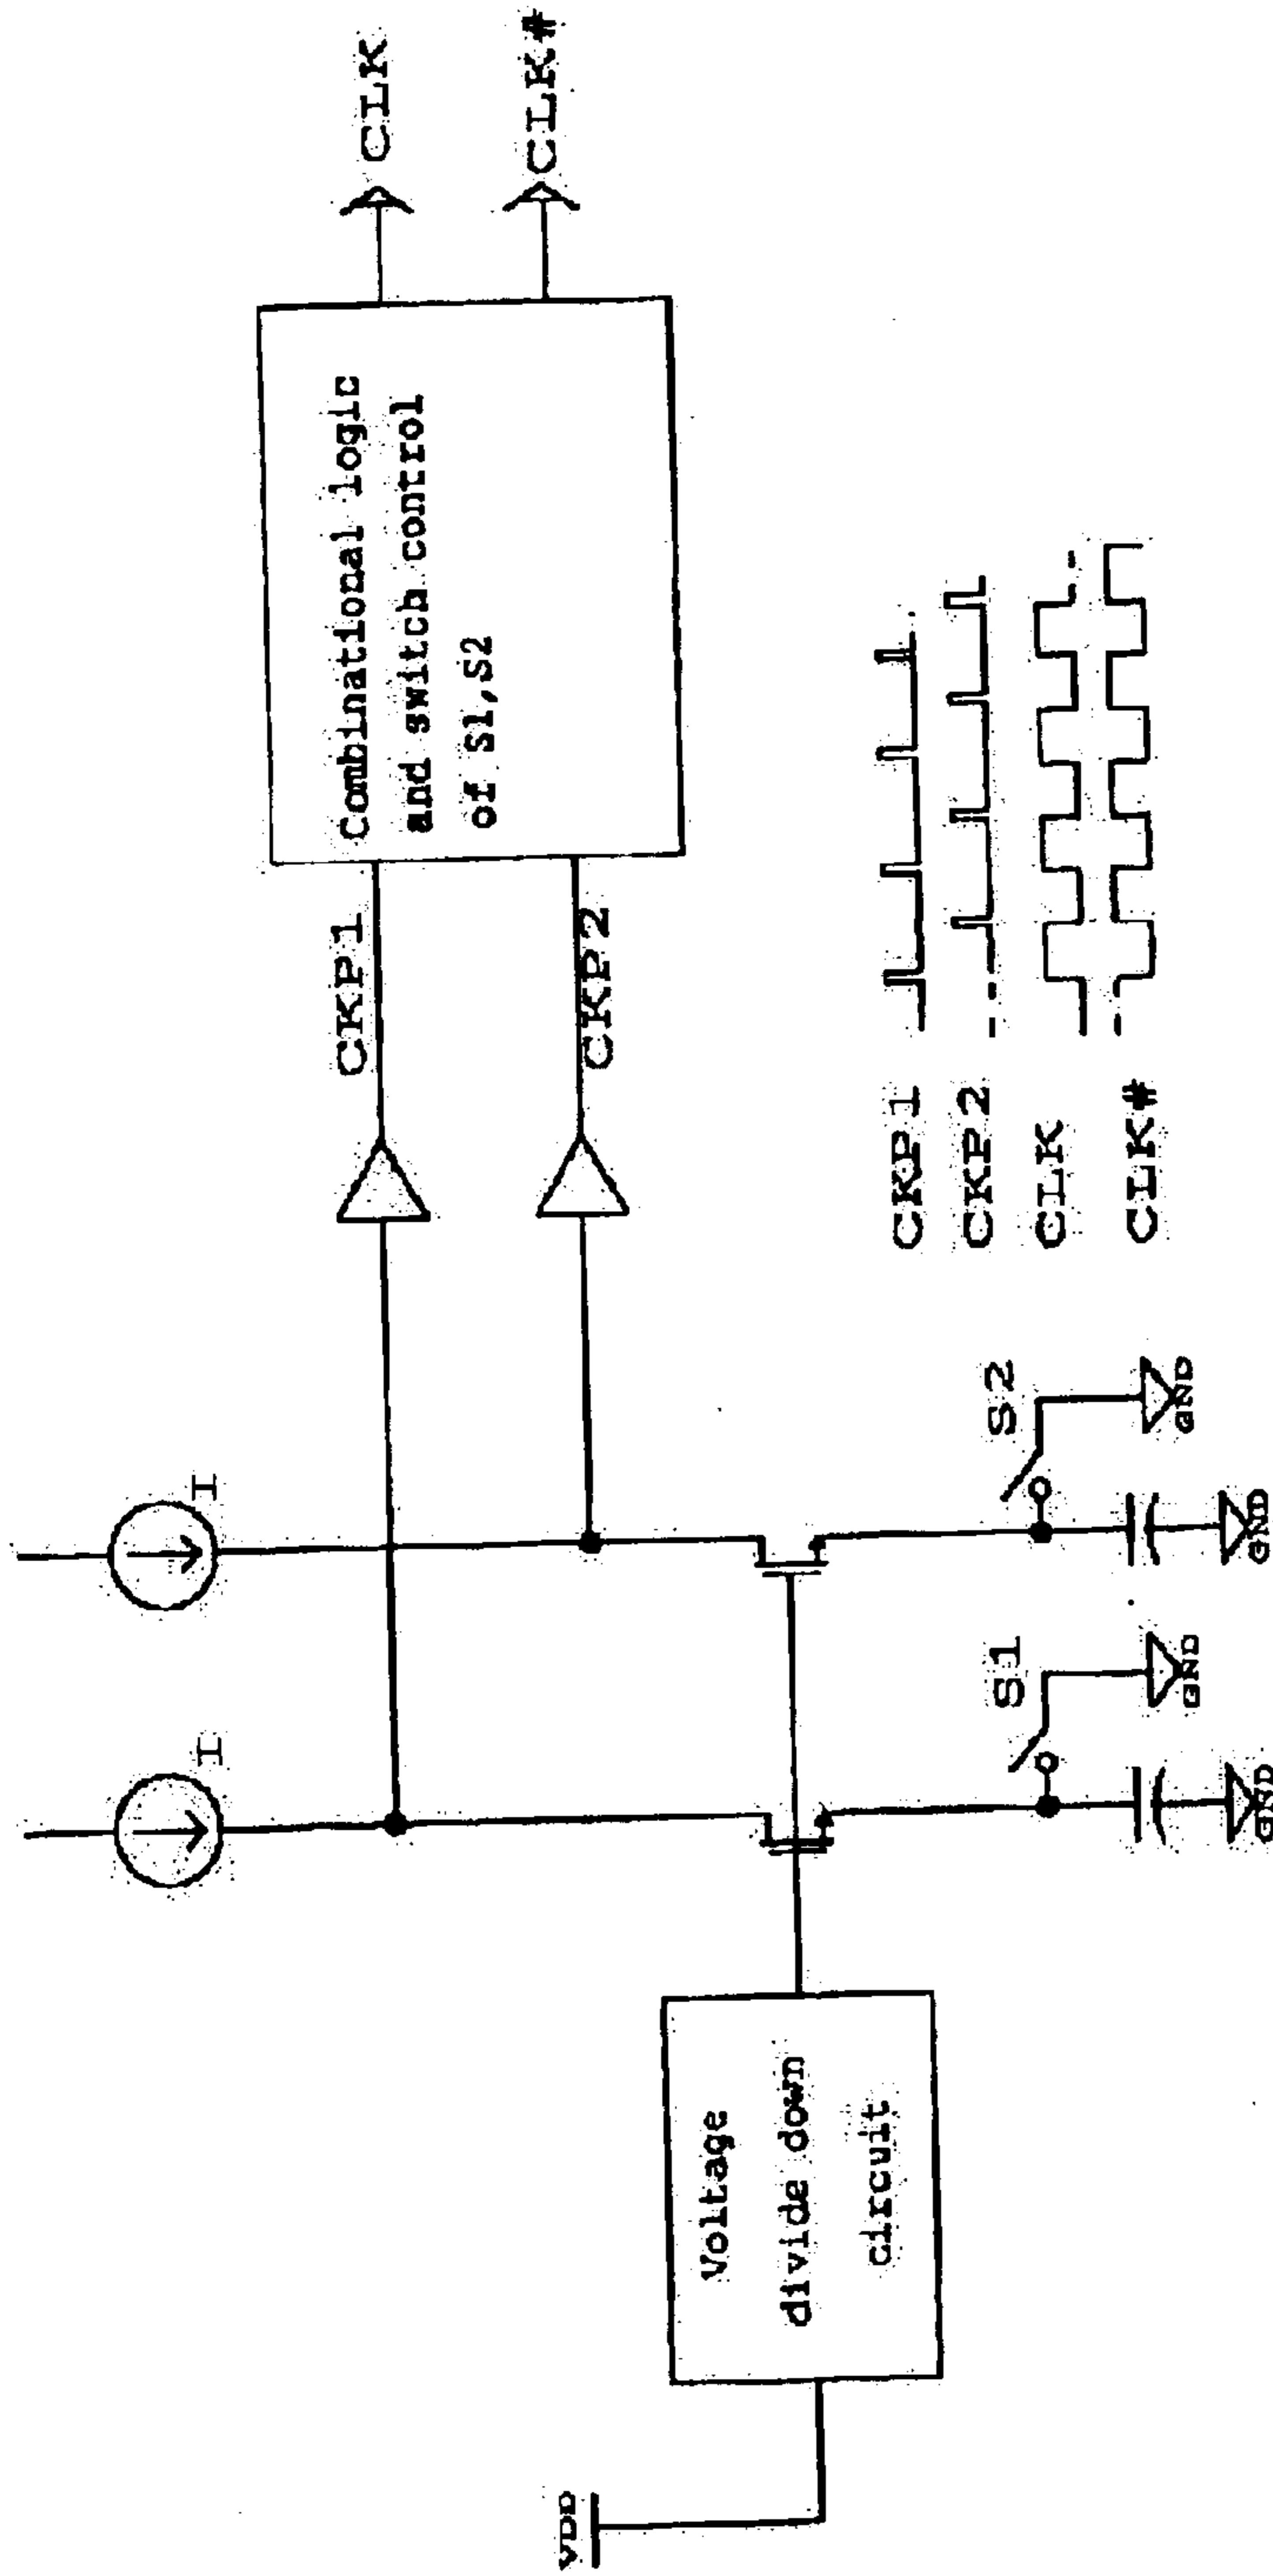 I
I
CLK
CLK#
CKP1
CKP2
Combinational logic
and switch control
of S1,S2
VDD
Voltage
divide down
circuit
S1
S2
GND
GND
GND
GND
CKP1
CKP2
CLK
CLK#